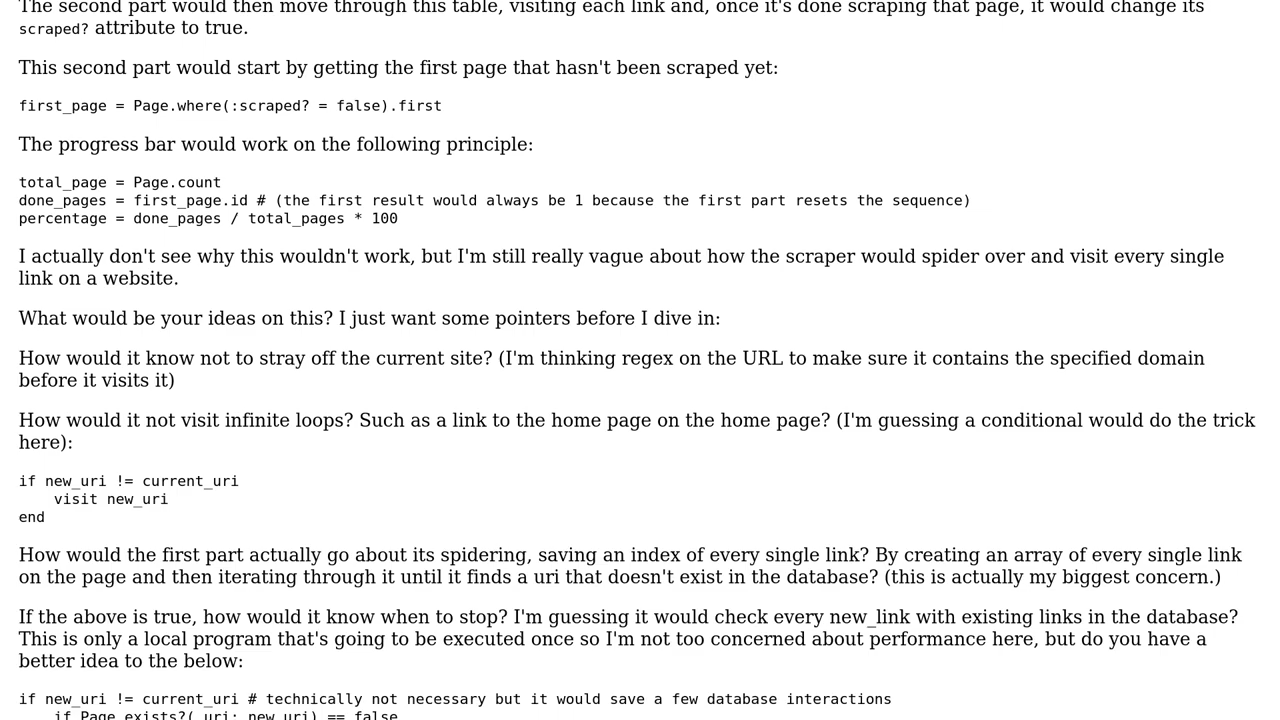 The second part would then move through this table, visiting each link and, once it's done scraping that page, it would change its
scraped? attribute to true.
This second part would start by getting the first page that hasn't been scraped yet:
first_page = Page.where(:scraped? = false).first
The progress bar would work on the following principle:
total_page = Page.count
done_pages = first_page.id # (the first result would always be 1 because the first part resets the sequence)
percentage = done_pages / total_pages * 100
I actually don't see why this wouldn't work, but I'm still really vague about how the scraper would spider over and visit every single
link on a website.
What would be your ideas on this? I just want some pointers before I dive in:
How would it know not to stray off the current site? (I'm thinking regex on the URL to make sure it contains the specified domain
before it visits it)
How would it not visit infinite loops? Such as a link to the home page on the home page? (I'm guessing a conditional would do the trick
here):
if new_uri != current_uri
    visit new_uri
end
How would the first part actually go about its spidering, saving an index of every single link? By creating an array of every single link
on the page and then iterating through it until it finds a uri that doesn't exist in the database? (this is actually my biggest concern.)
If the above is true, how would it know when to stop? I'm guessing it would check every new_link with existing links in the database?
This is only a local program that's going to be executed once so I'm not too concerned about performance here, but do you have a
better idea to the below:
if new_uri != current_uri # technically not necessary but it would save a few database interactions
    if Page.exists?( uri: new_uri) == false